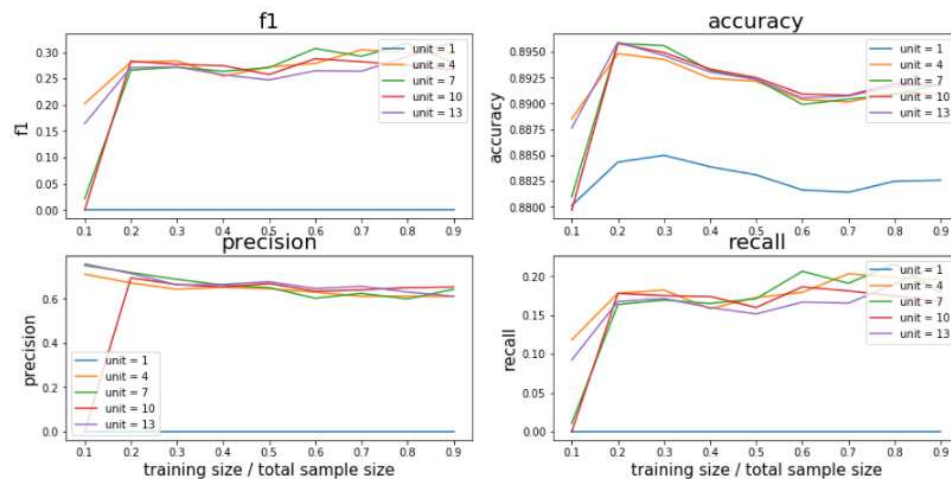 f1
f1
0.30
0.25
0.20
0.15
0.10
0.05
0.00
0.1 0.2 0.3 0.4 0.5 0.6 0.7 0.8 0.9
unit = 1
unit = 4
unit = 7
unit = 10
unit = 13
accuracy
accuracy
0.8950
0.8925
0.8900
0.8875
0.8850
0.8825
0.8800
0.1 0.2 0.3 0.4 0.5 0.6 0.7 0.8 0.9
unit = 1
unit = 4
unit = 7
unit = 10
unit = 13
precision
precision
0.6
0.4
0.2
0.0
unit = 1
unit = 4
unit = 7
unit = 10
unit = 13
0.1 0.2 0.3 0.4 0.5 0.6 0.7 0.8 0.9
training size / total sample size
recall
recall
0.20
0.15
0.10
0.05
0.00
unit = 1
unit = 4
unit = 7
unit = 10
unit = 13
0.1 0.2 0.3 0.4 0.5 0.6 0.7 0.8 0.9
training size / total sample size